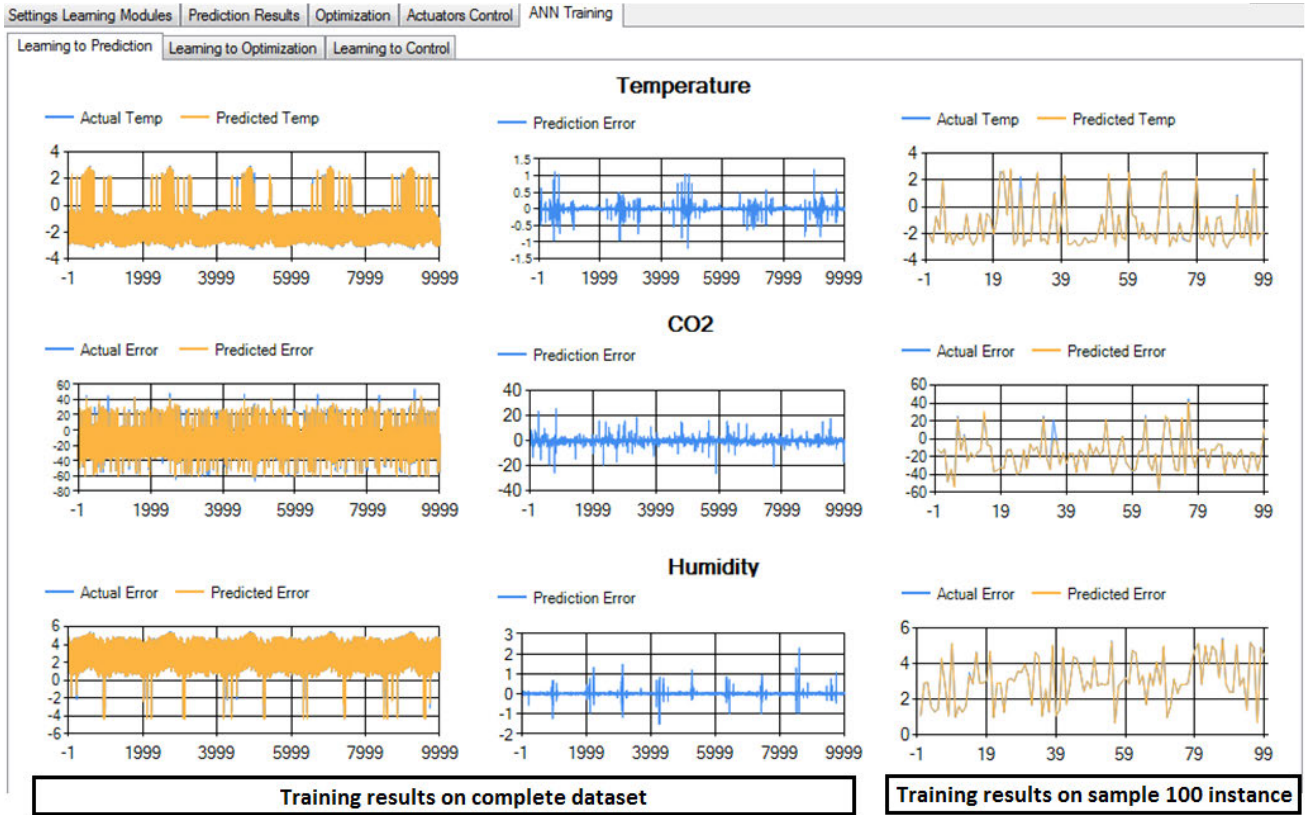 Settings Learning Modules Prediction Results Optimization Actuators Control ANN Training
Learning to Prediction Learning to Optimization Learning to Control
Temperature
Actual Temp Predicted Temp
4
2
0
-2
-4
-1 1999 3999 5999 7999 9999
Prediction Error
1.5
1
0.5
0
-0.5
-1
-1.5
-1 1999 3999 5999 7999 9999
Actual Temp Predicted Temp
4
2
0
-2
-4
-1 19 39 59 79 99
CO2
Actual Error Predicted Error
60
40
20
0
-20
-40
-60
-80
-1 1999 3999 5999 7999 9999
Prediction Error
40
20
0
-20
-40
-1 1999 3999 5999 7999 9999
Actual Error Predicted Error
60
40
20
0
-20
-40
-60
-1 19 39 59 79 99
Humidity
Actual Error Predicted Error
6
4
2
0
-2
-4
-6
-1 1999 3999 5999 7999 9999
Prediction Error
3
2
1
0
-1
-2
-1 1999 3999 5999 7999 9999
Actual Error Predicted Error
6
4
2
0
-1 19 39 59 79 99
Training results on complete dataset
Training results on sample 100 instance